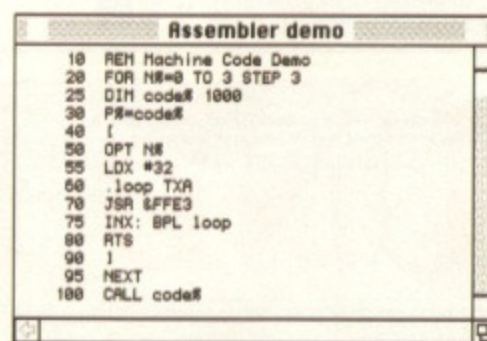 Assembler demo
10 REM Machine Code Demo
20 FOR N%=0 TO 3 STEP 3
25 DIM code% 1000
30 P%=code%
40 [
50 OPT N%
55 LDX #32
60 .loop TXA
70 JSR &FFE3
75 INX: BPL loop
80 RTS
90 ]
95 NEXT
100 CALL code%